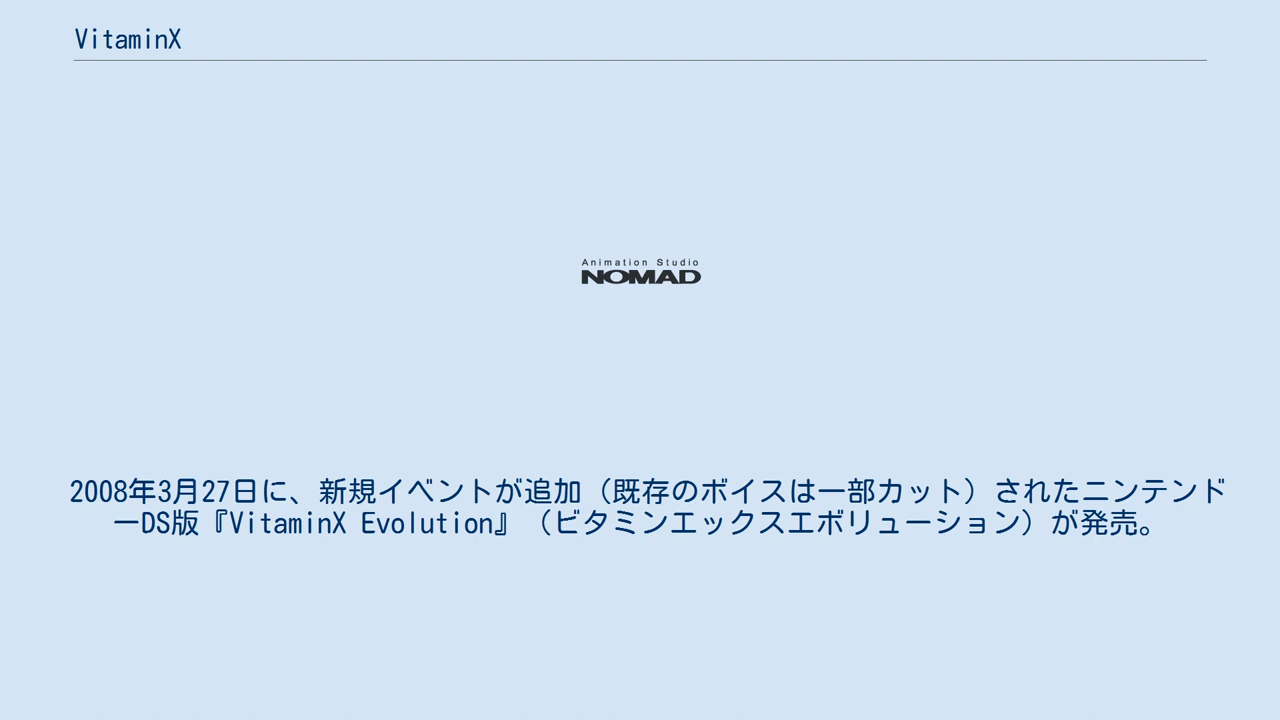 VitaminX
Animation Studio
NOMAD
2008年3月27日に、新規イベントが追加（既存のボイスは一部カット）されたニンテンド
ーDS版『VitaminX Evolution』（ビタミンエックスエボリューション）が発売。